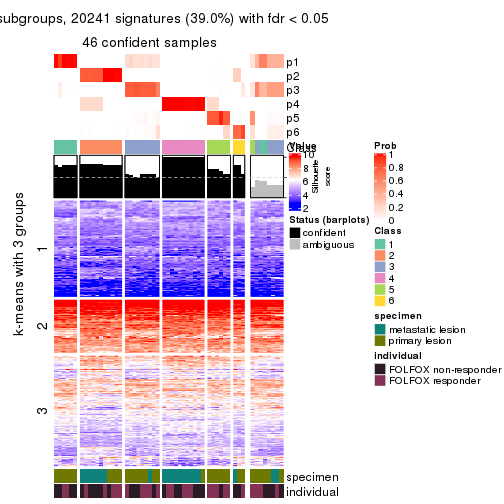 subgroups, 20241 signatures (39.0%) with fdr < 0.05
46 confident samples
p1
p2
p3
p4
p5
p6
Class
Value
10
8
6
4
2
Silhouette
score
1
2
3
k-means with 3 groups
Status (barplots)
confident
ambiguous
Prob
1
0.8
0.6
0.4
0.2
0
Class
1
2
3
4
5
6
specimen
metastatic lesion
primary lesion
individual
FOLFOX non-responder
FOLFOX responder
specimen
individual